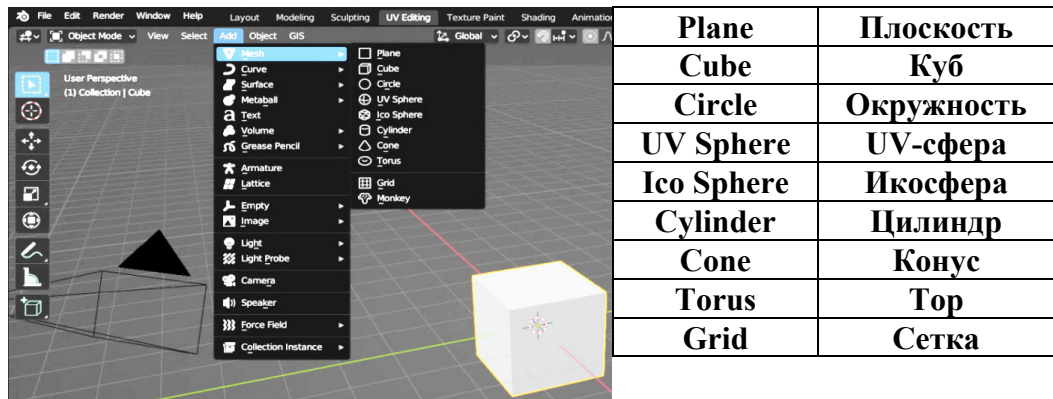 File Edit Render Window Help Layout Modeling Sculpting UV Editing Texture Paint Shading Animation
Object Mode View Select Add Object GIS Global
User Perspective
(1) Collection | Cube
Mesh
Curve
Surface
Metaball
Text
Volume
Grease Pencil
Armature
Lattice
Empty
Image
Light
Light Probe
Camera
Speaker
Force Field
Collection Instance
Plane
Cube
Circle
UV Sphere
Ico Sphere
Cylinder
Cone
Torus
Grid
Monkey
Plane Плоскость
Cube Куб
Circle Окружность
UV Sphere UV-сфера
Ico Sphere Икосфера
Cylinder Цилиндр
Cone Конус
Torus Тор
Grid Сетка